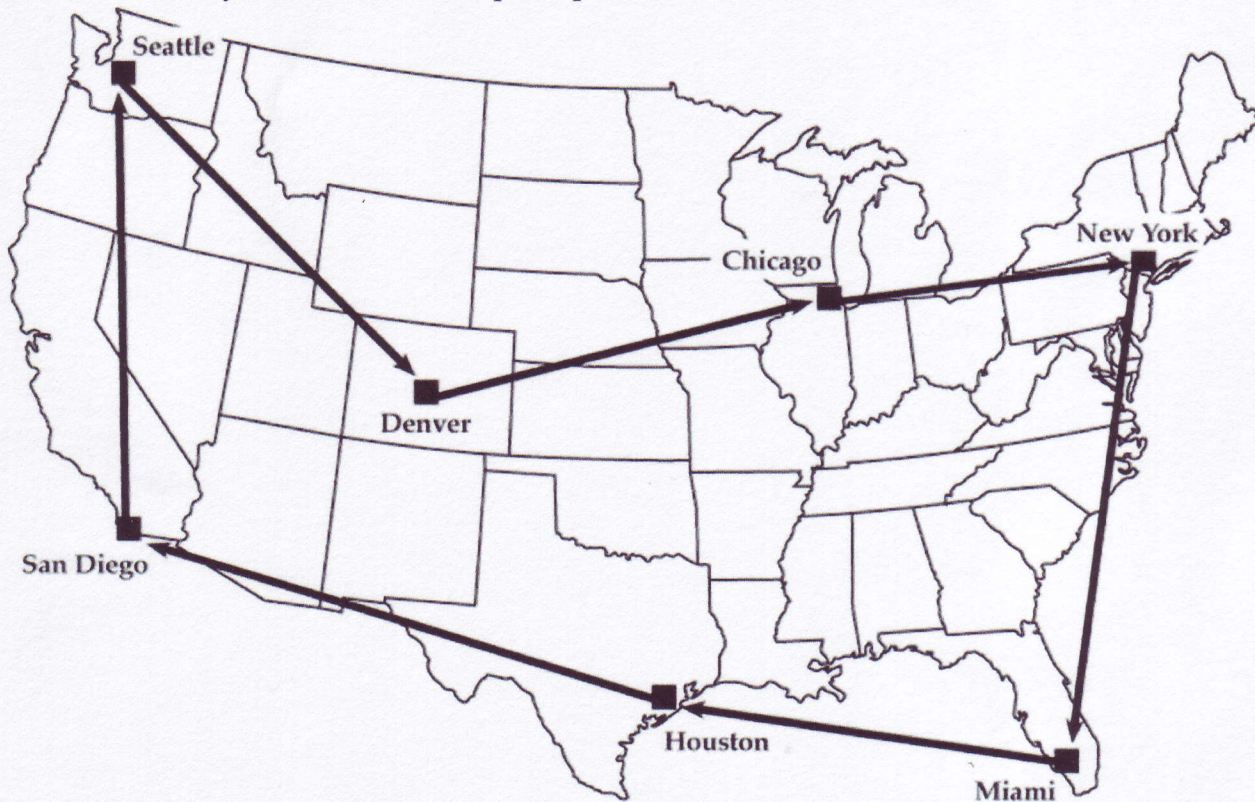 Seattle
New York
Chicago
Denver
San Diego
Houston
Miami